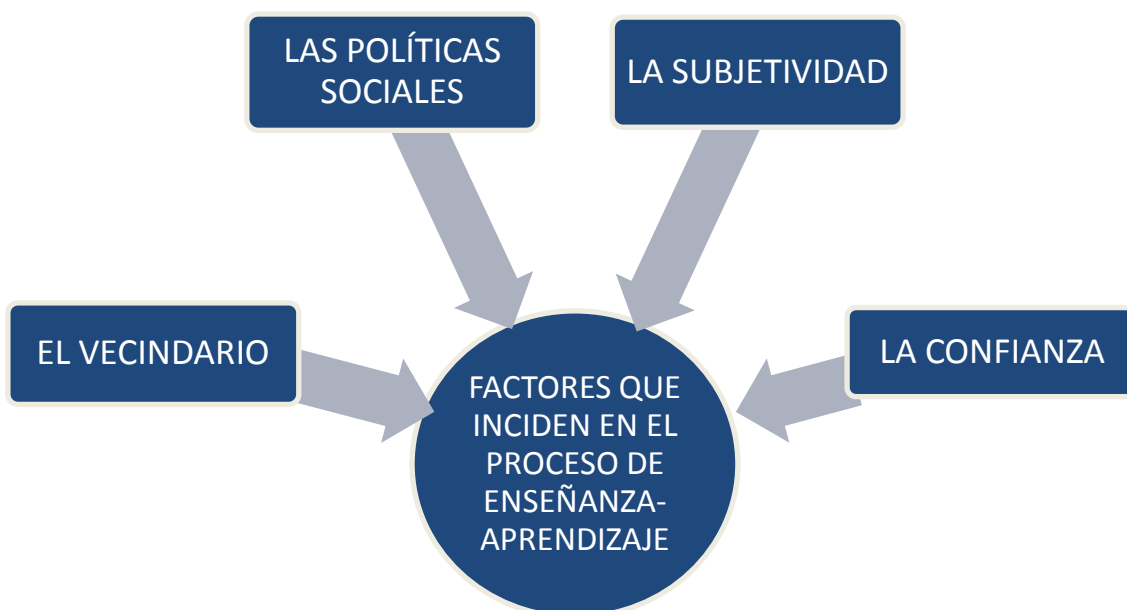 LAS POLÍTICAS
SOCIALES
LA SUBJETIVIDAD
EL VECINDARIO
LA CONFIANZA
FACTORES QUE
INCIDEN EN EL
PROCESO DE
ENSEÑANZA-
APRENDIZAJE